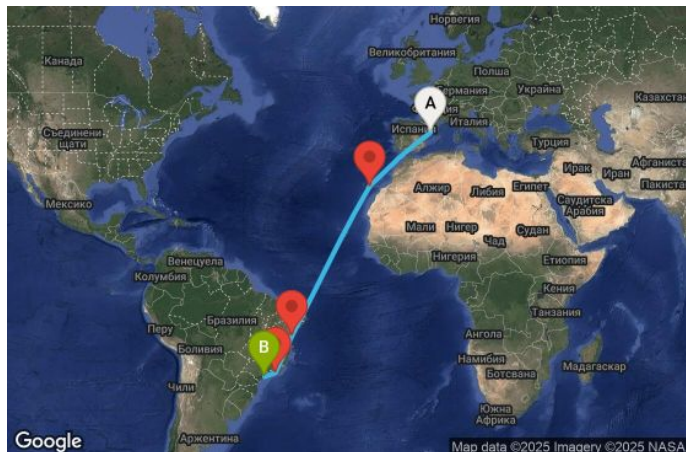 Норвегия
Канада
Великобритания
Полша
A
Германия
Украйна
Казахстан
Съединени
щати
Испания
Италия
Турция
Афганистан
Ирак
Иран
Пакистан
Алжир
Либия
Египет
Саудитска
Арабия
Мексико
Мали
Нигер
Чад
Судан
Венецуела
Нигерия
Етиопия
Колумбия
Кения
Бразилия
Танзания
Перу
B
Боливия
Ангола
Намибия
Мадагаскар
Ботсвана
Чили
Южна
Африка
Аржентина
Google
Map data ©2025 Imagery ©2025 NASA